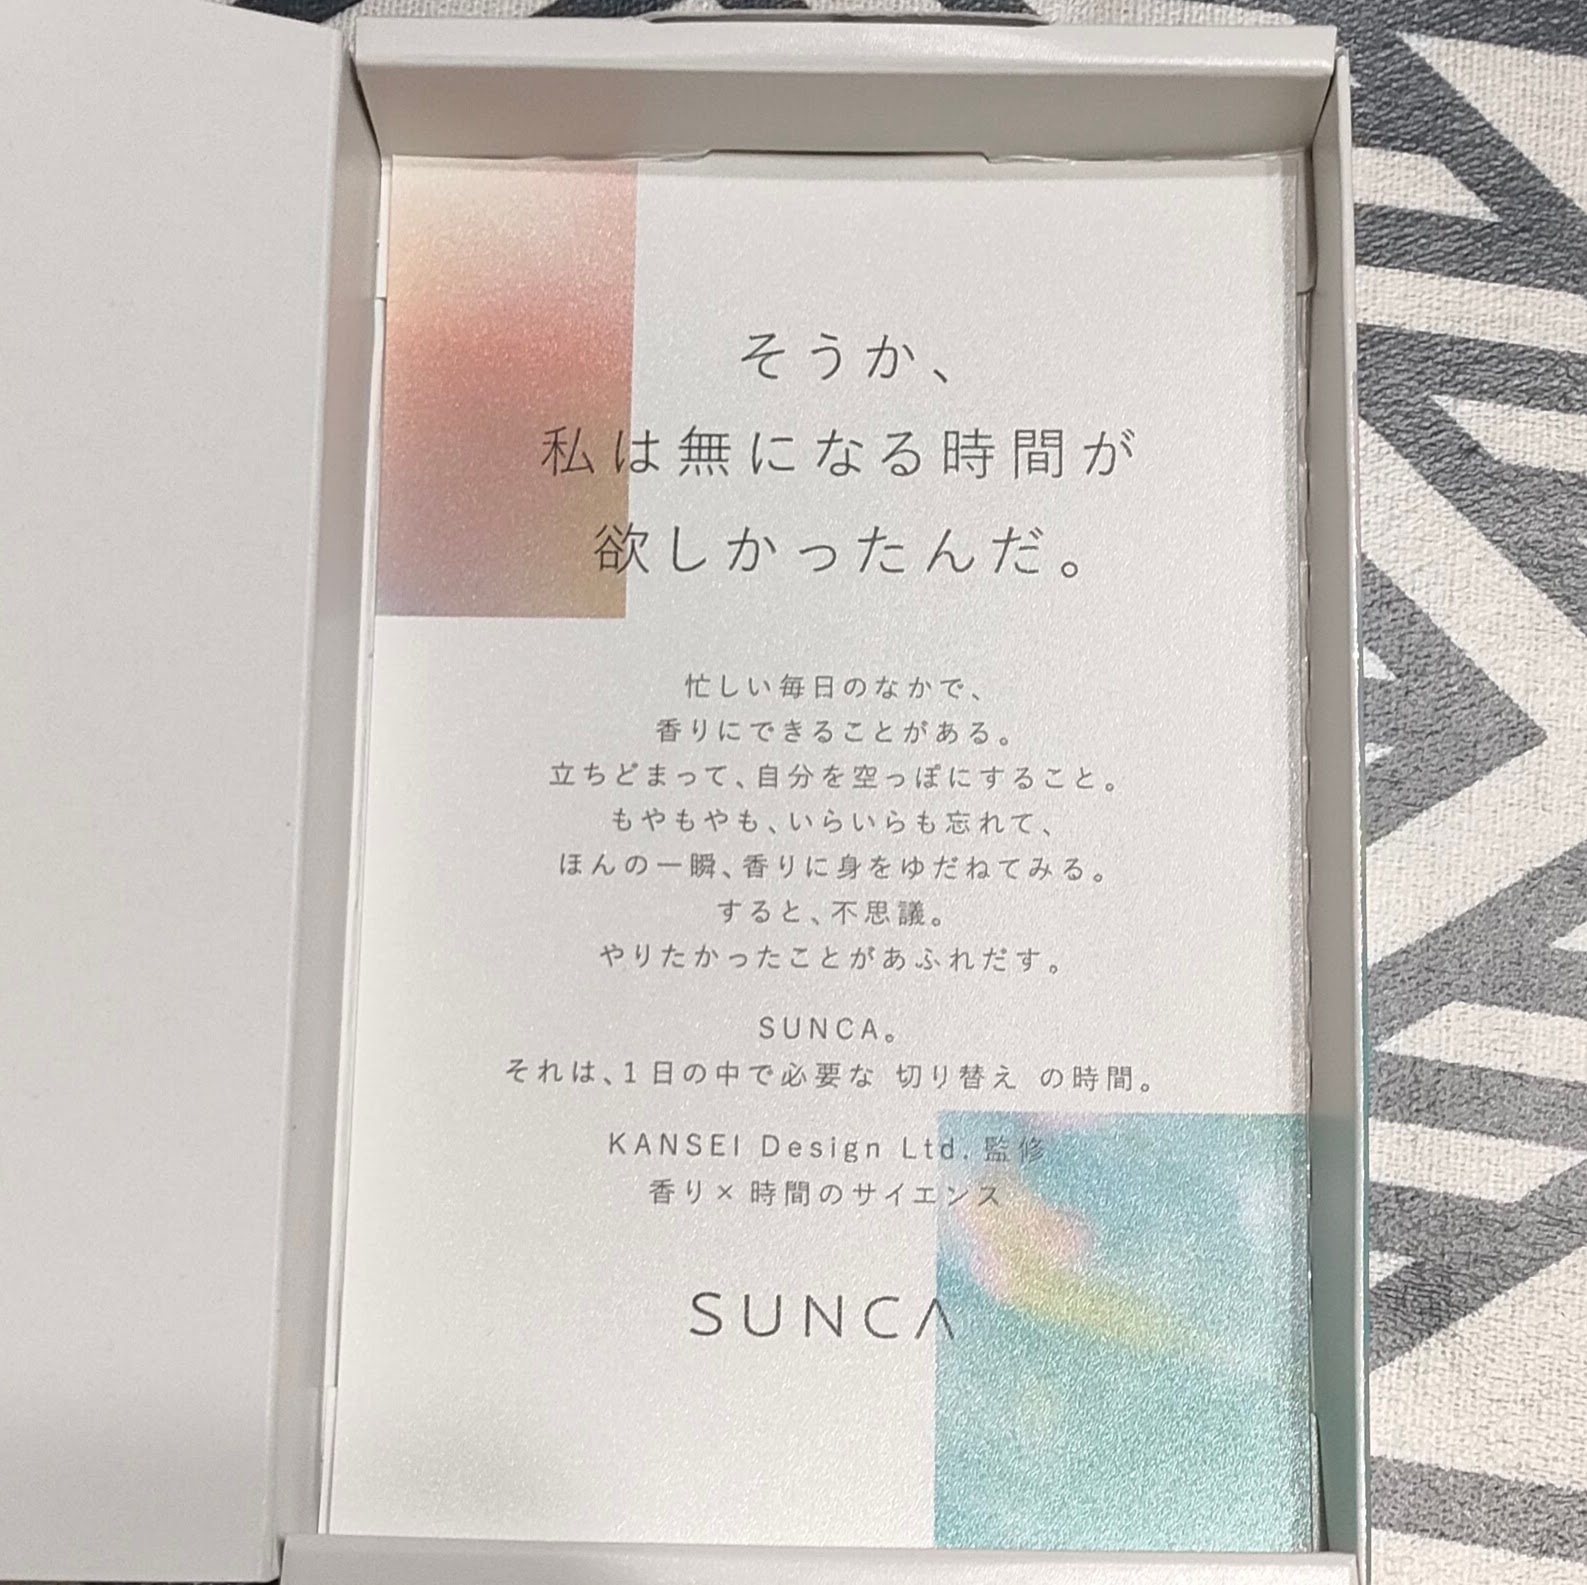 そうか、
私は無になる時間が
欲しかったんだ。
忙しい毎日のなかで、
香りにできることがある。
立ちどまって、自分を空っぽにすること。
もやもやも、いらいらも忘れて、
ほんの一瞬、香りに身をゆだねてみる。
すると、不思議。
やりたかったことがあふれだす。
SUNCA。
それは、1日の中で必要な 切り替え の時間。
KANSEI Design Ltd. 監修
香り×時間のサイエンス
SUNCA